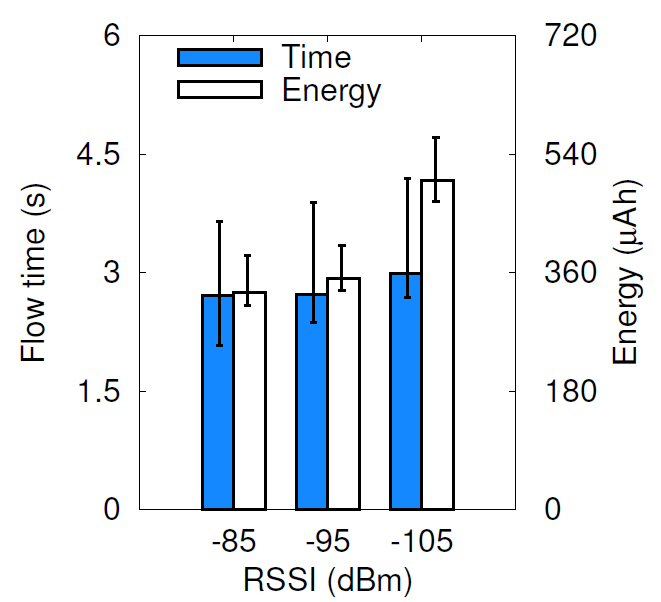 6
720
Time
Energy
4.5
540
3
360
1.5
180
0
0
Flow time (s)
Energy (μAh)
-85 -95 -105
RSSI (dBm)